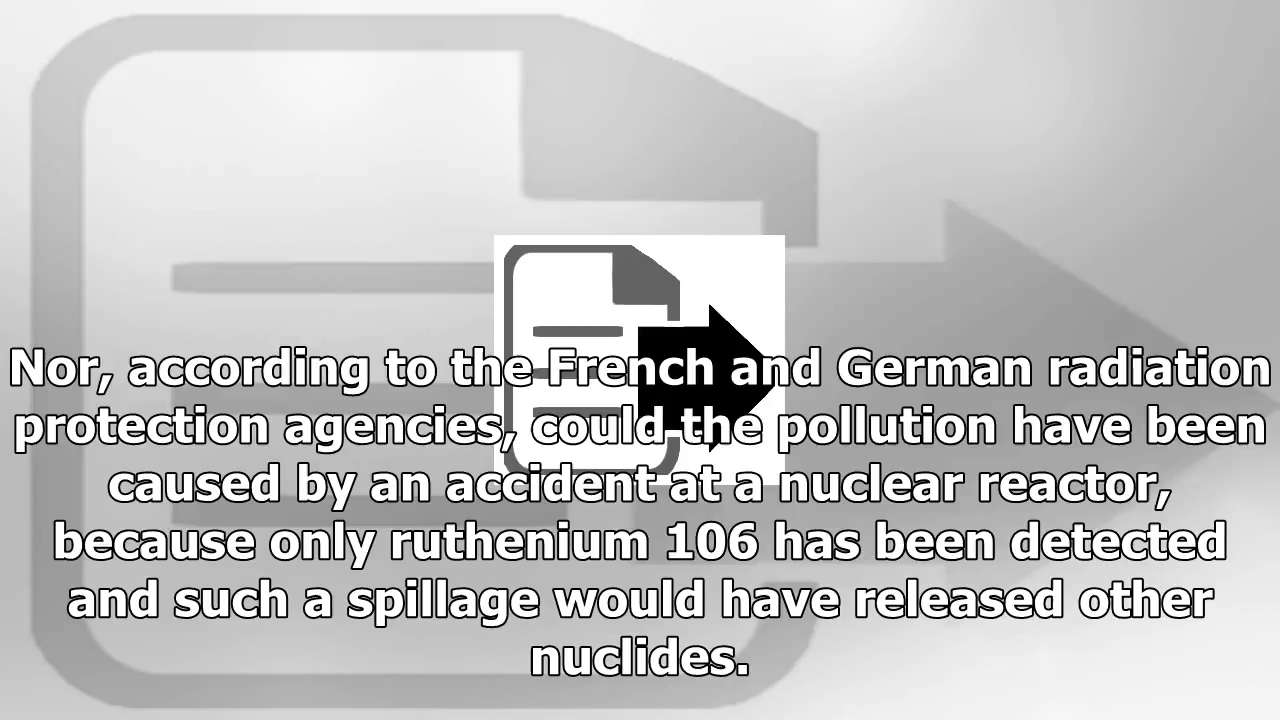 Nor, according to the French and German radiation
protection agencies, could the pollution have been
caused by an accident at a nuclear reactor,
because only ruthenium 106 has been detected
and such a spillage would have released other
nuclides.